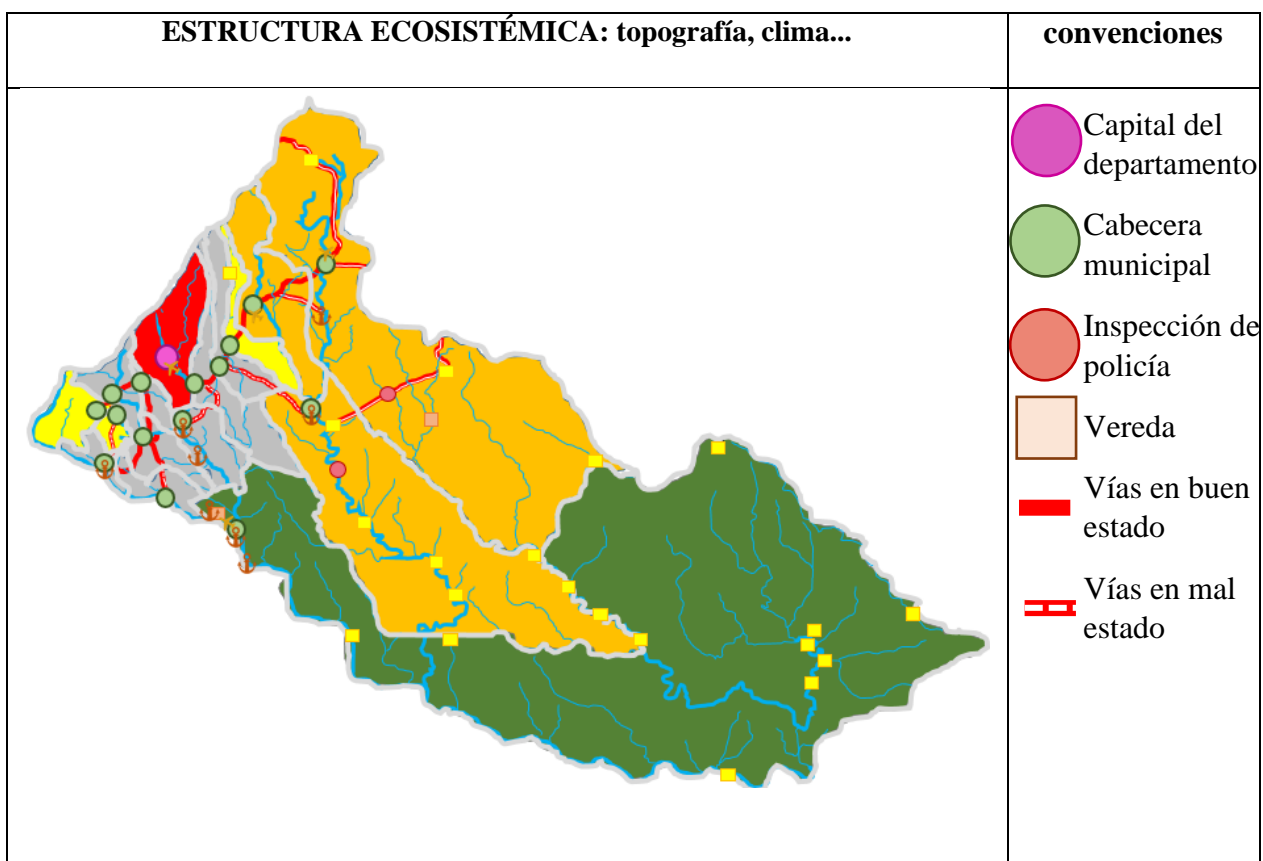 ESTRUCTURA ECOSISTÉMICA: topografía, clima...
convenciones
Capital del
departamento
Cabecera
municipal
Inspección de
policía
Vereda
Vías en buen
estado
Vías en mal
estado